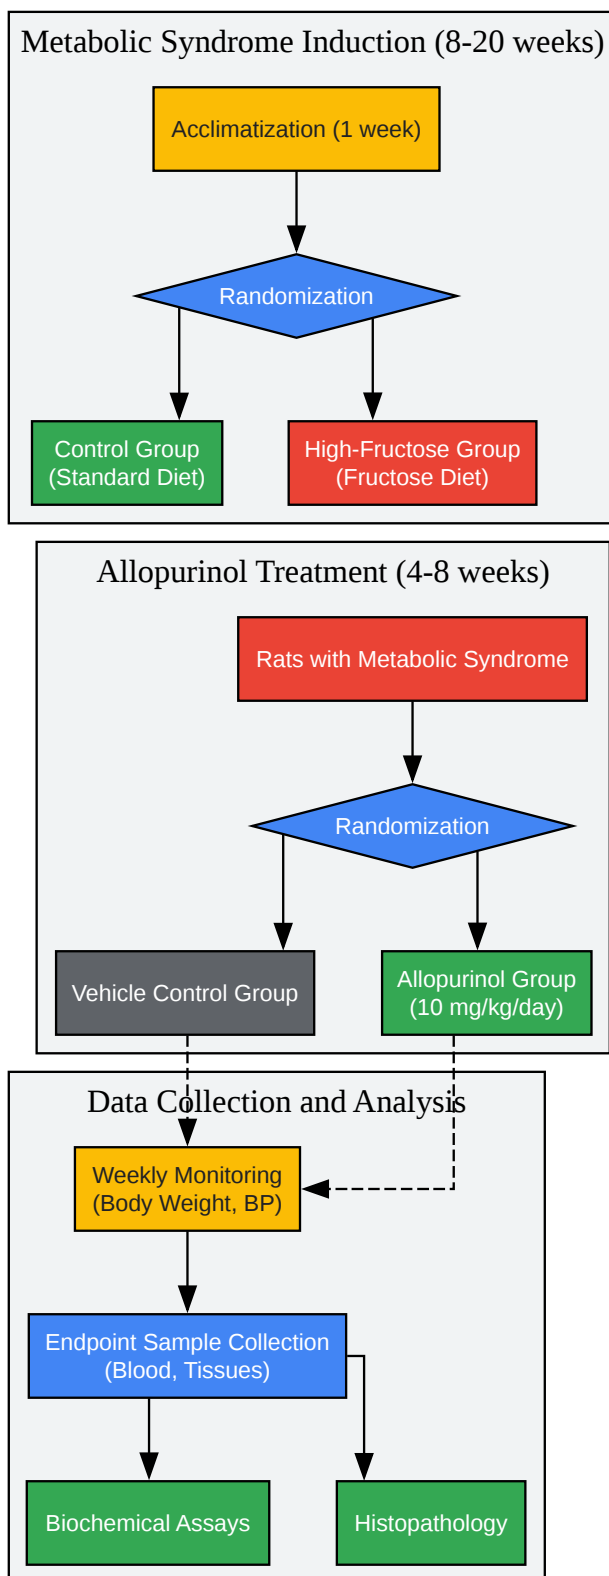 Metabolic Syndrome Induction (8-20 weeks)
Acclimatization (1 week)
Randomization
Control Group
(Standard Diet)
High-Fructose Group
(Fructose Diet)
Allopurinol Treatment (4-8 weeks)
Rats with Metabolic Syndrome
Randomization
Vehicle Control Group
Allopurinol Group
(10 mg/kg/day)
Data Collection and Analysis
Weekly Monitoring
(Body Weight, BP)
Endpoint Sample Collection
(Blood, Tissues)
Biochemical Assays
Histopathology